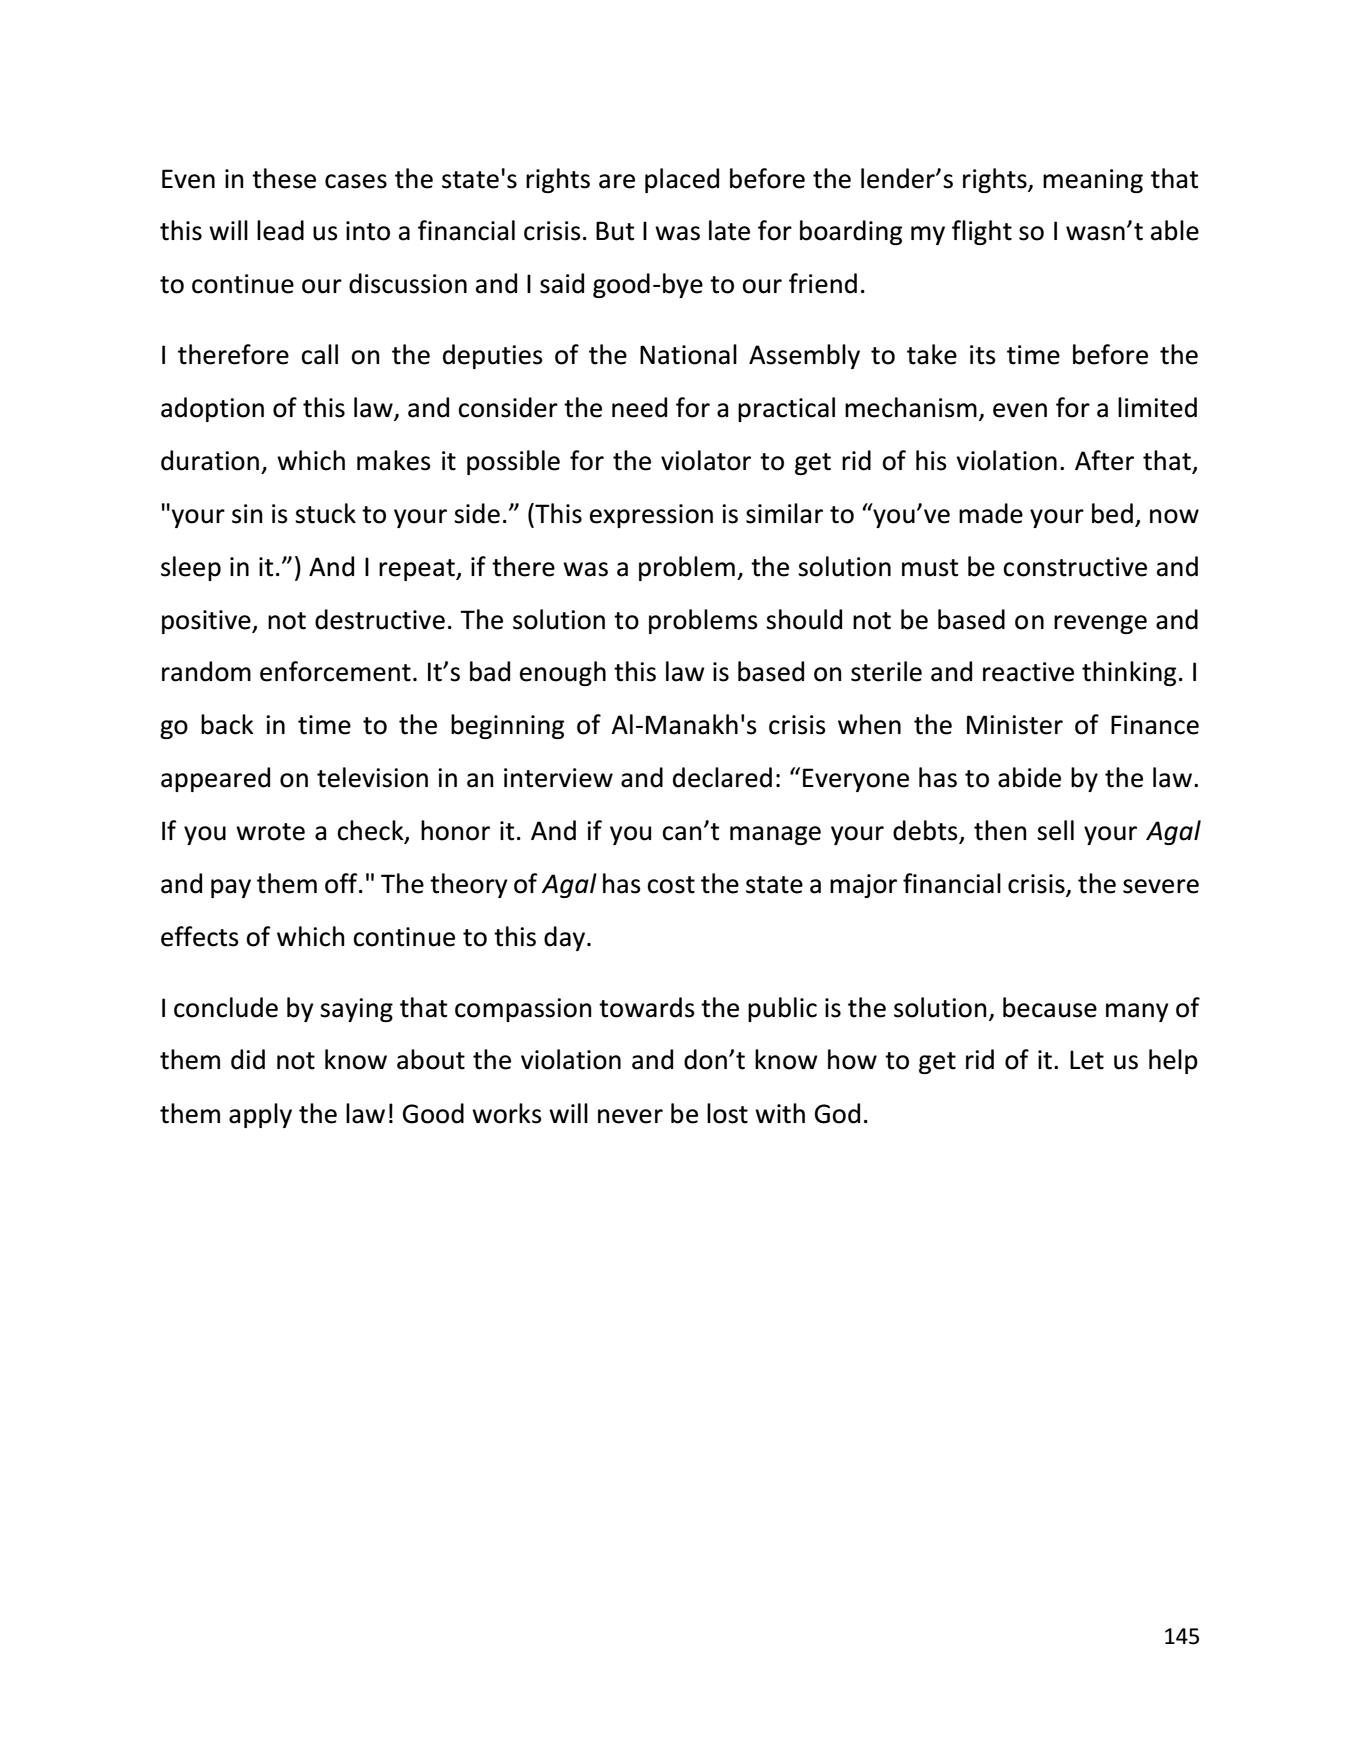 Even in these cases the state's rights are placed before the lender’s rights, meaning that
this will lead us into a financial crisis. But I was late for boarding my flight so I wasn’t able
to continue our discussion and I said good-bye to our friend.
I therefore call on the deputies of the National Assembly to take its time before the
adoption of this law, and consider the need for a practical mechanism, even for a limited
duration, which makes it possible for the violator to get rid of his violation. After that,
"your sin is stuck to your side.” (This expression is similar to “you’ve made your bed, now
sleep in it.”) And I repeat, if there was a problem, the solution must be constructive and
positive, not destructive. The solution to problems should not be based on revenge and
random enforcement. It’s bad enough this law is based on sterile and reactive thinking. I
go back in time to the beginning of Al-Manakh's crisis when the Minister of Finance
appeared on television in an interview and declared: “Everyone has to abide by the law.
If you wrote a check, honor it. And if you can’t manage your debts, then sell your Agal
and pay them off." The theory of Agal has cost the state a major financial crisis, the severe
effects of which continue to this day.
I conclude by saying that compassion towards the public is the solution, because many of
them did not know about the violation and don’t know how to get rid of it. Let us help
them apply the law! Good works will never be lost with God.
145